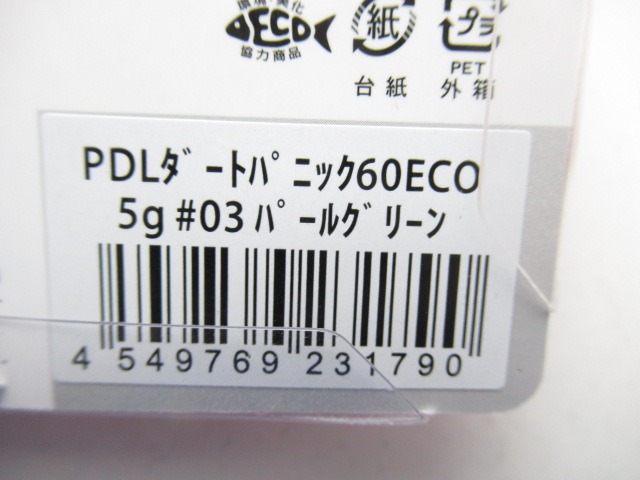 環境・美化
ECO
協力商品
紙
台紙
プラ
PET
外箱
PDLﾀﾞｰﾄﾊﾟﾆｯｸ60ECO
5g #03 ﾊﾟｰﾙｸﾞﾘｰﾝ
4 549769 231790